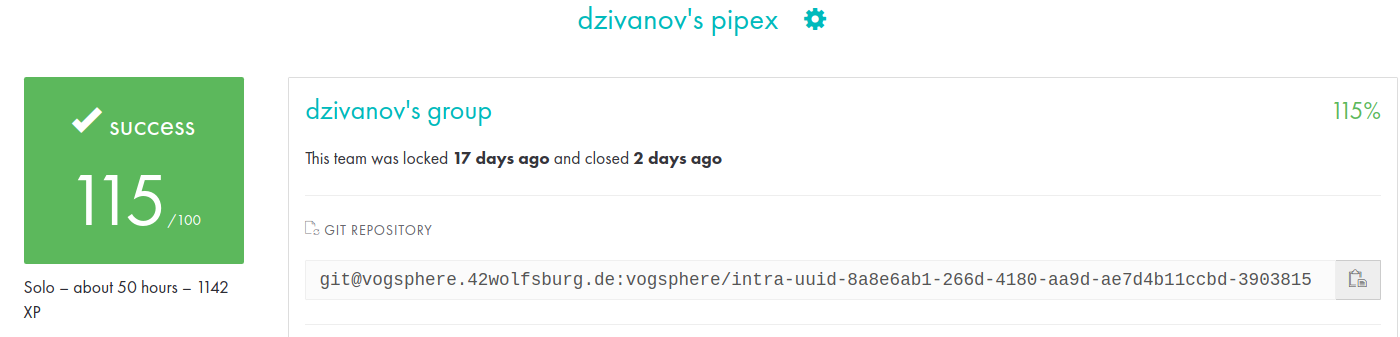 dzivanov's pipex
success
115 /100
Solo – about 50 hours – 1142
XP
dzivanov's group
115%
This team was locked 17 days ago and closed 2 days ago
GIT REPOSITORY
git@vogsphere.42wolfsburg.de:vogsphere/intra-uuid-8a8e6ab1-266d-4180-aa9d-ae7d4b11ccbd-3903815